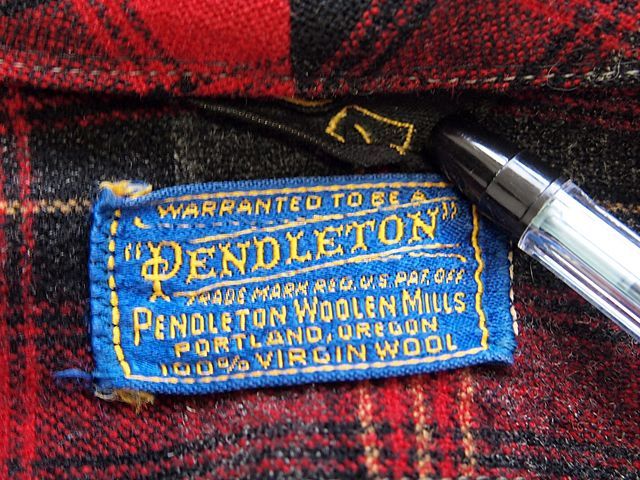 WARRANTED TO BE A
"PENDLETON"
TRADE MARK REG. U.S. PAT. OFF.
PENDLETON WOOLEN MILLS
PORTLAND, OREGON
100% VIRGIN WOOL